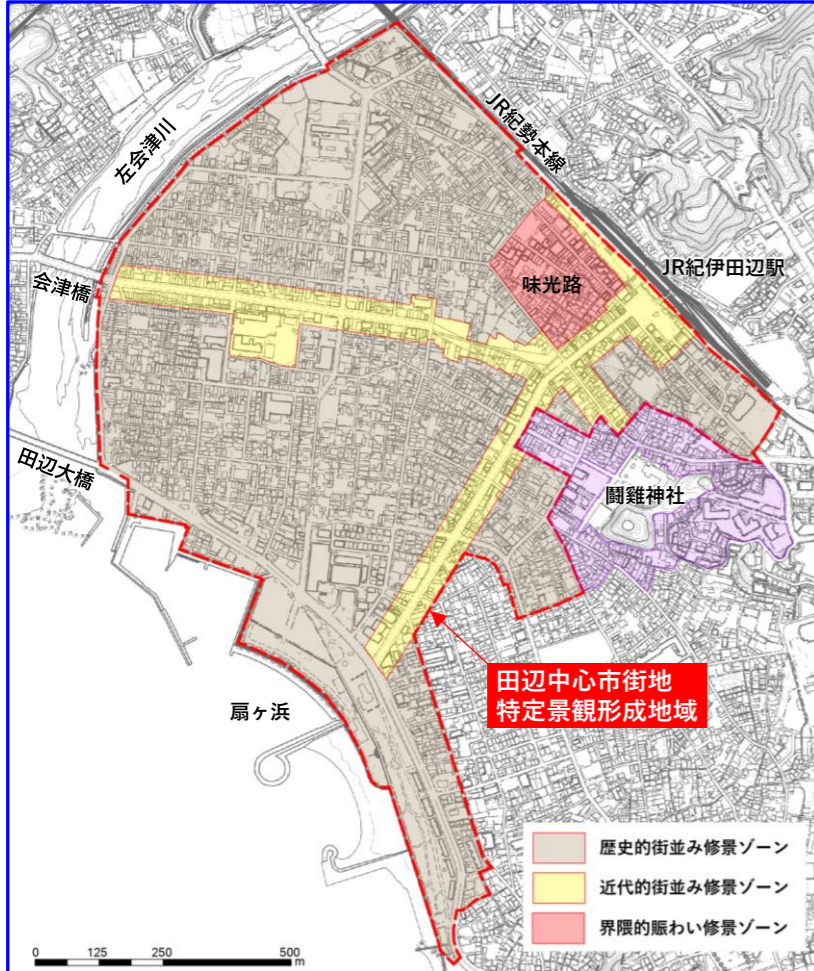 JR紀勢本線
左会津川
JR紀伊田辺駅
味光路
会津橋
田辺大橋
鬪雞神社
田辺中心市街地
特定景観形成地域
扇ヶ浜
歴史的街並み修景ゾーン
近代的街並み修景ゾーン
界隈的賑わい修景ゾーン
0 125 250 500
m